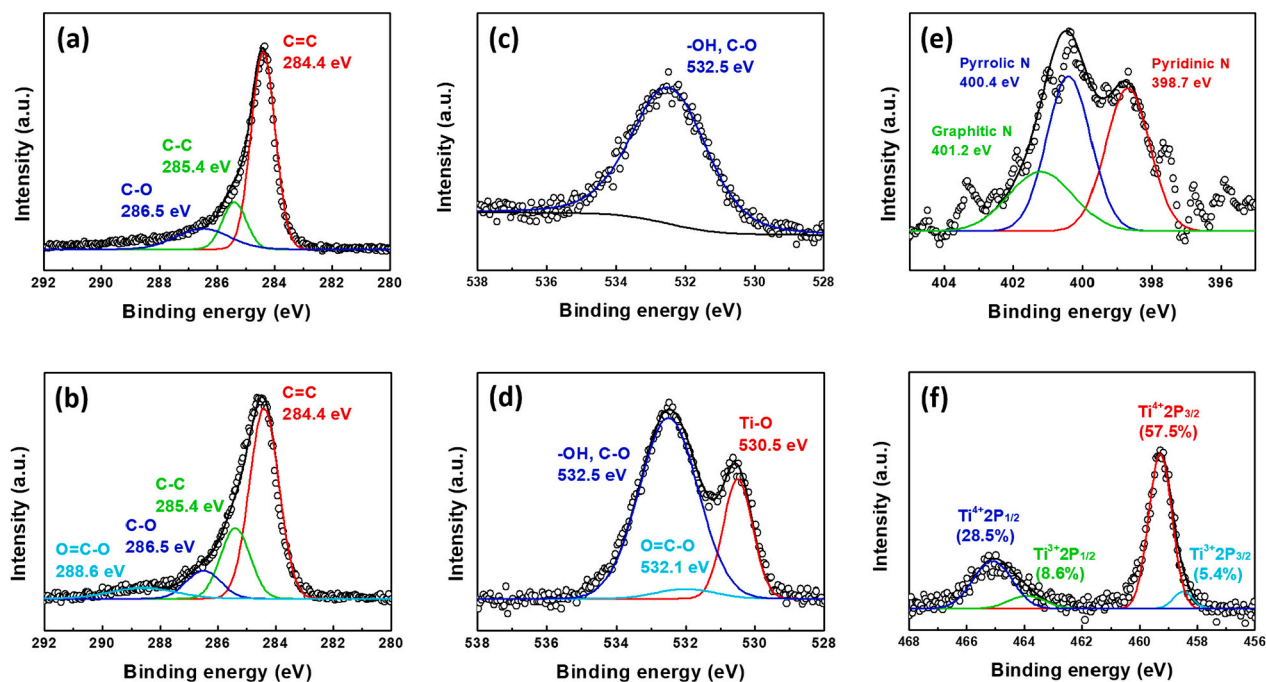 (a)
C=C
284.4 eV
C-C
285.4 eV
C-O
286.5 eV
Intensity (a.u.)
292 290 288 286 284 282 280
Binding energy (eV)
(c)
-OH, C-O
532.5 eV
Intensity (a.u.)
538 536 534 532 530 528
Binding energy (eV)
(e)
Pyrrolic N
400.4 eV
Pyridinic N
398.7 eV
Graphitic N
401.2 eV
Intensity (a.u.)
404 402 400 398 396
Binding energy (eV)
(b)
C=C
284.4 eV
C-C
285.4 eV
C-O
286.5 eV
O=C-O
288.6 eV
Intensity (a.u.)
292 290 288 286 284 282 280
Binding energy (eV)
(d)
-OH, C-O
532.5 eV
Ti-O
530.5 eV
O=C-O
532.1 eV
Intensity (a.u.)
538 536 534 532 530 528
Binding energy (eV)
(f)
Ti⁴⁺2P₃/₂
(57.5%)
Ti⁴⁺2P₁/₂
(28.5%)
Ti³⁺2P₁/₂
(8.6%)
Ti³⁺2P₃/₂
(5.4%)
Intensity (a.u.)
468 466 464 462 460 458 456
Binding energy (eV)